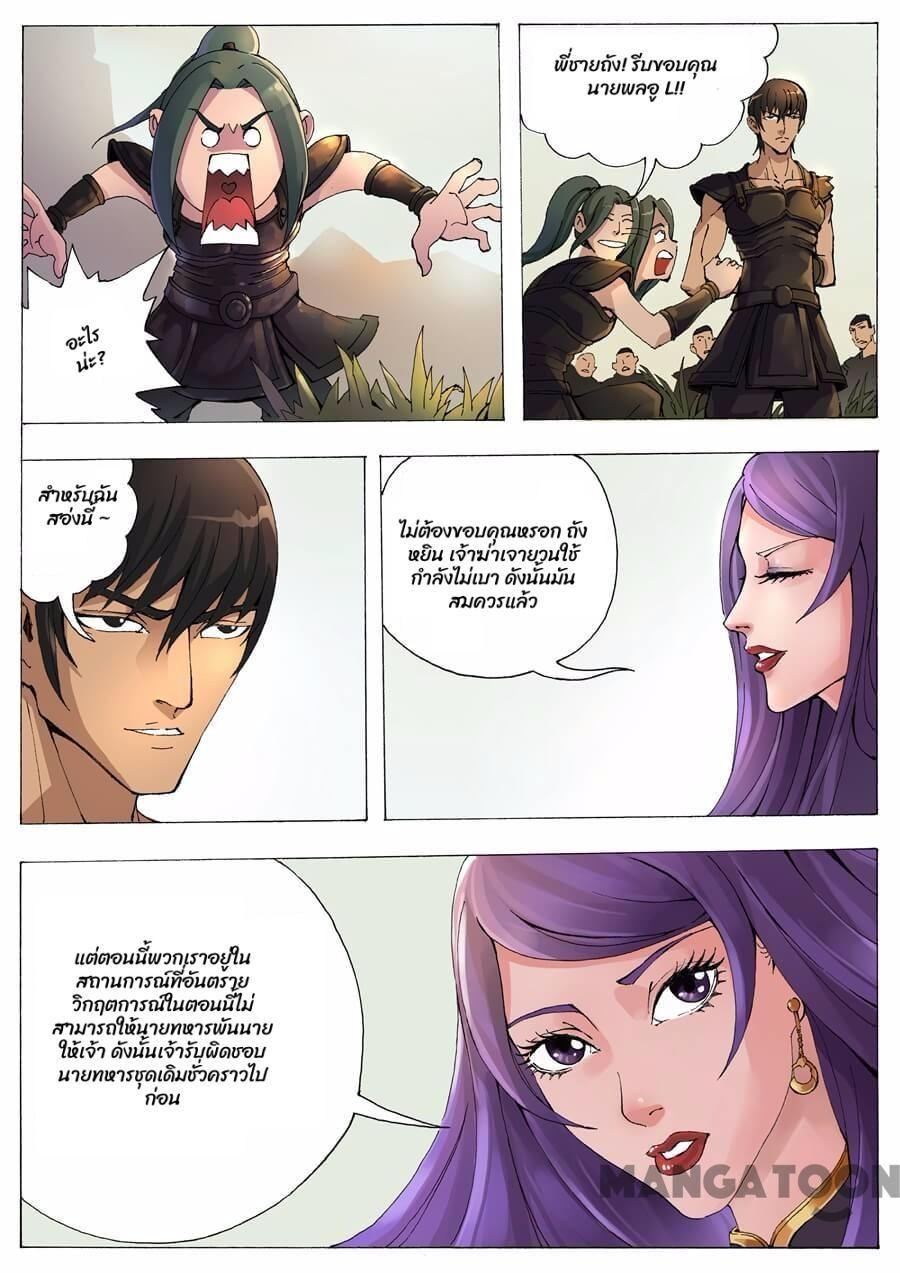 อะไร
น่ะ?
พี่ชายถัง! รีบขอบคุณ
นายพลอู L!!
สำหรับฉัน
สองนี้ ~
ไม่ต้องขอบคุณหรอก ถัง
หยิน เจ้าม่าเจายวนใช้
กำลังไม่เบา ดังนั้นมัน
สมควรแล้ว
แต่ตอนนี้พวกเราอยู่ใน
สถานการณ์ที่อันตราย
วิกฤตการณ์ในตอนนี้ไม่
สามารถให้นายทหารพันนาย
ให้เจ้า ดังนั้นเจ้ารับผิดชอบ
นายทหารชุดเดิมชั่วคราวไป
ก่อน
MANGATOON